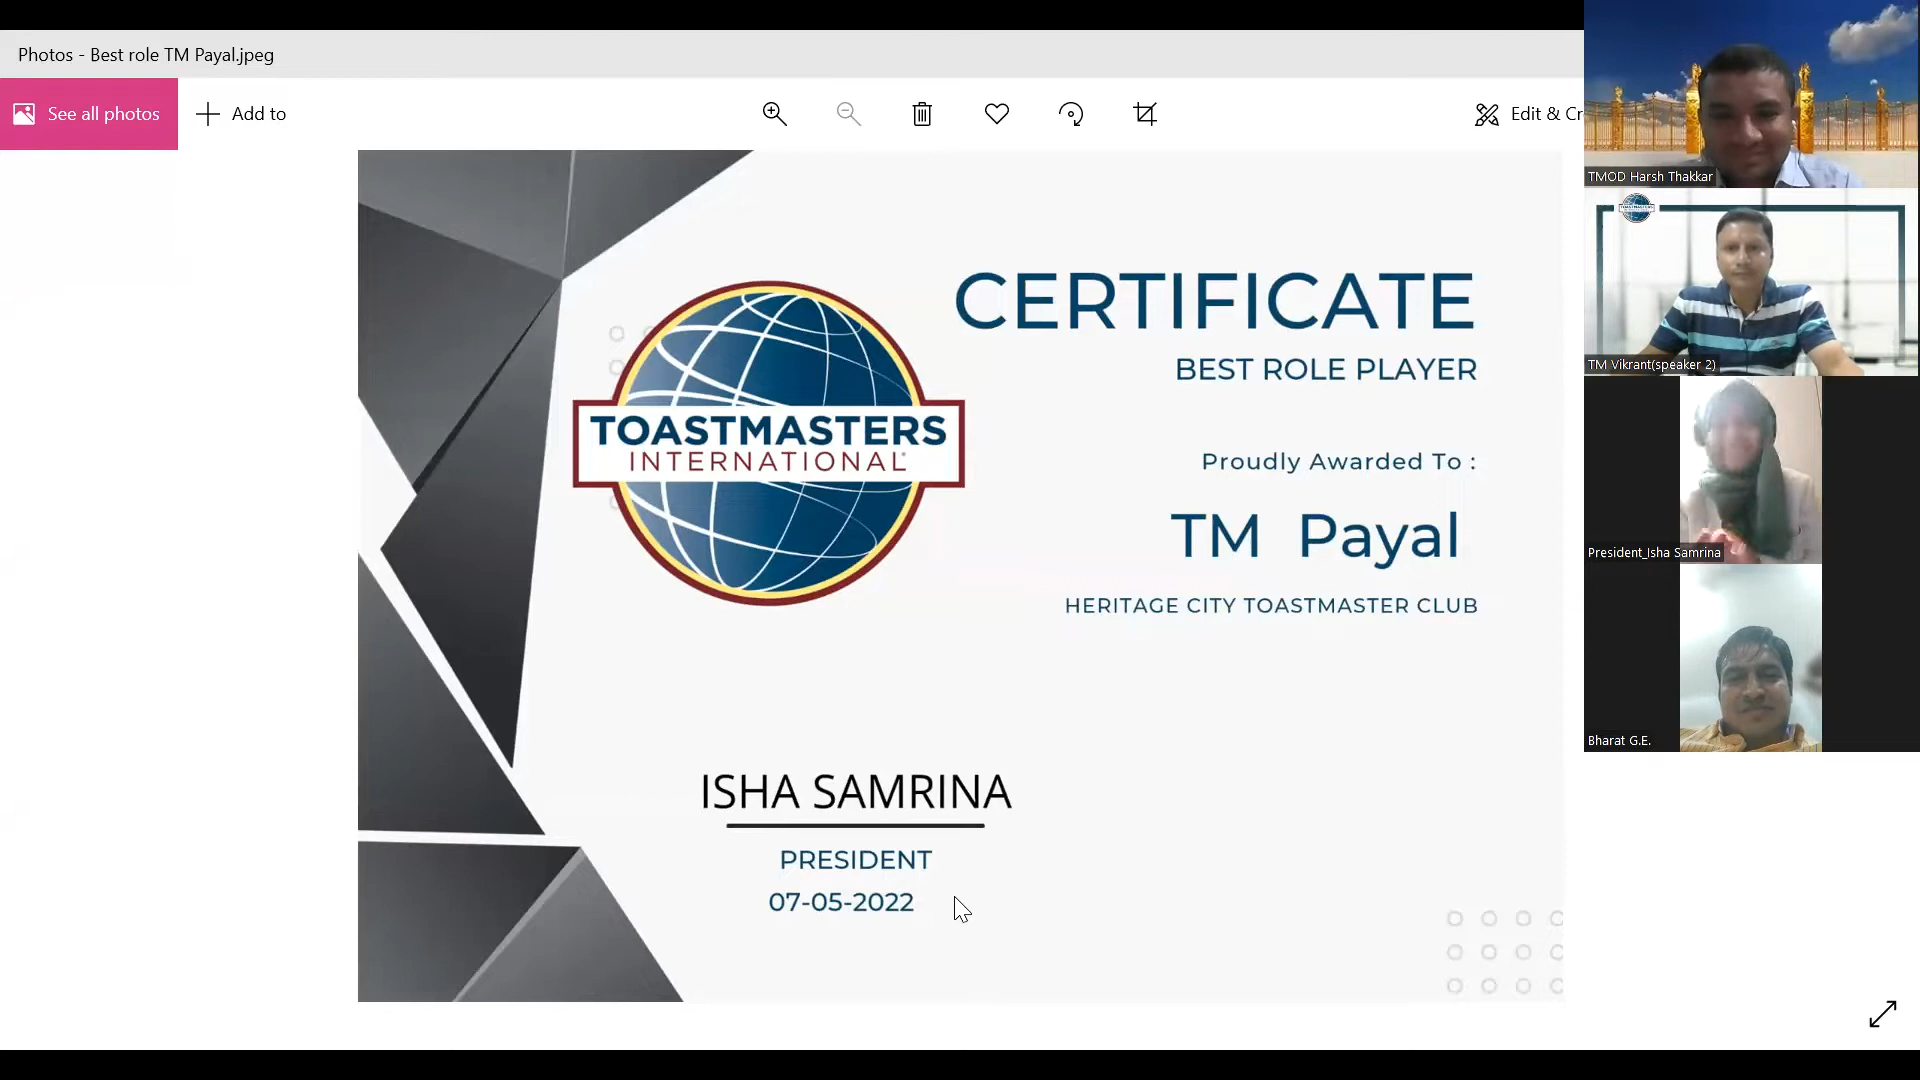 Photos - Best role TM Payal.jpeg
See all photos
Add to
Edit & Cr
TMOD Harsh Thakkar
TM Vikrant(speaker 2)
President_Isha Samrina
Bharat G.E.
TOASTMASTERS
INTERNATIONAL
CERTIFICATE
BEST ROLE PLAYER
Proudly Awarded To :
TM Payal
HERITAGE CITY TOASTMASTER CLUB
ISHA SAMRINA
PRESIDENT
07-05-2022
TOASTMASTERS